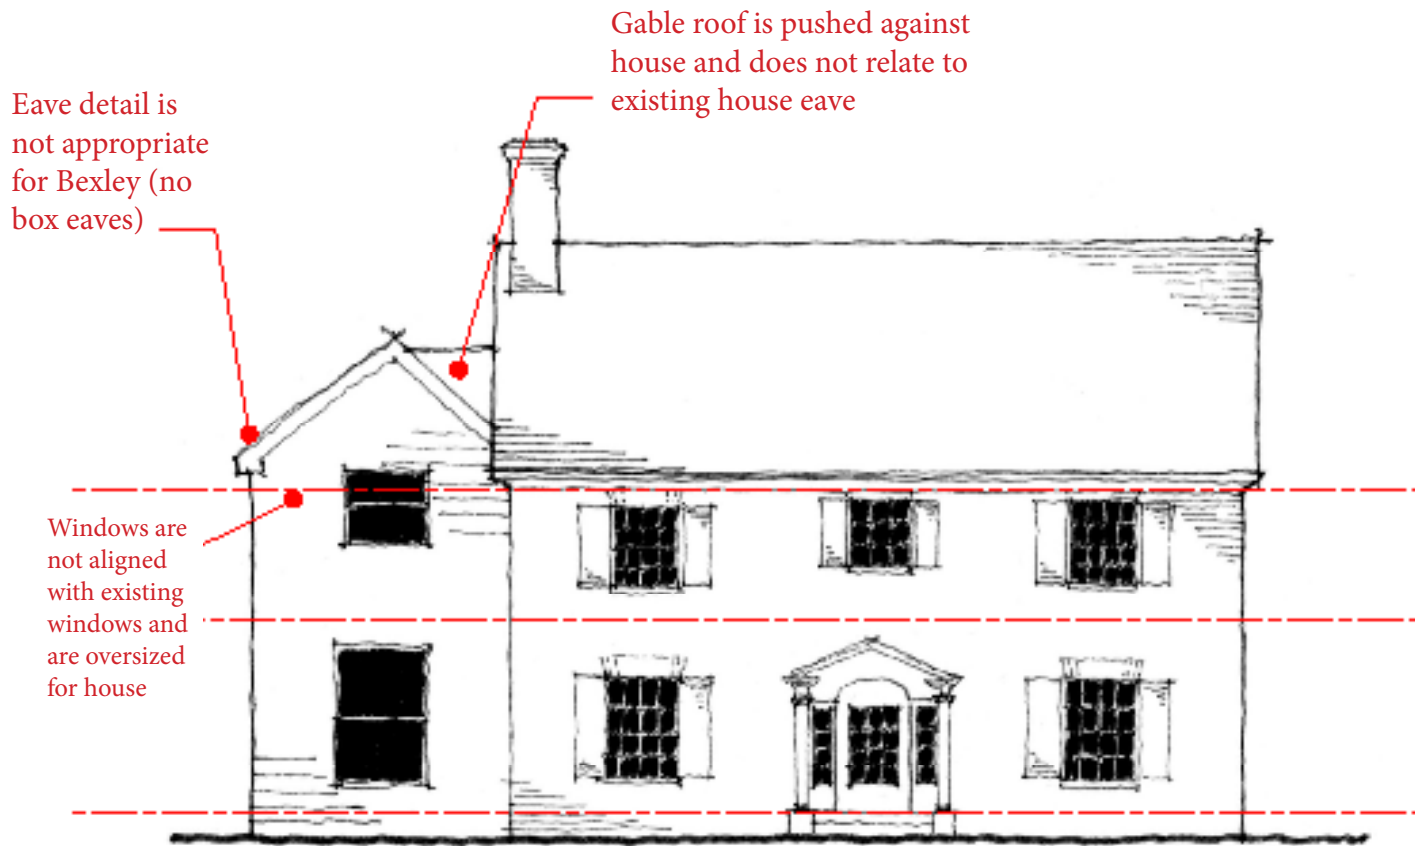 Gable roof is pushed against
house and does not relate to
existing house eave
Eave detail is
not appropriate
for Bexley (no
box eaves)
Windows are
not aligned
with existing
windows and
are oversized
for house